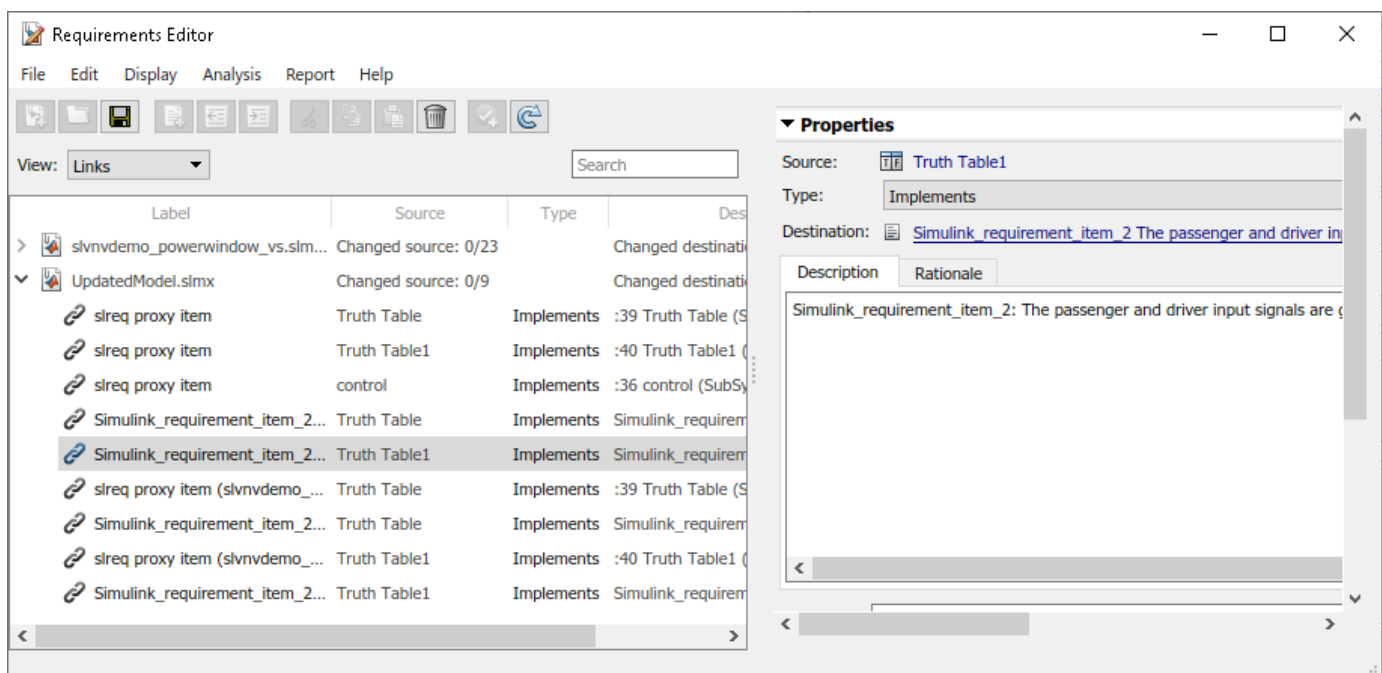 Requirements Editor
File Edit Display Analysis Report Help
View: Links
Search
Label Source Type Des
slvnvdemo_powerwindow_vs.slm... Changed source: 0/23 Changed destinati
UpdatedModel.slmx Changed source: 0/9 Changed destinati
slreq proxy item Truth Table Implements :39 Truth Table (S
slreq proxy item Truth Table1 Implements :40 Truth Table1 (
slreq proxy item control Implements :36 control (SubSy
Simulink_requirement_item_2... Truth Table Implements Simulink_requirem
Simulink_requirement_item_2... Truth Table1 Implements Simulink_requirem
slreq proxy item (slvnvdemo_... Truth Table Implements :39 Truth Table (S
Simulink_requirement_item_2... Truth Table Implements Simulink_requirem
slreq proxy item (slvnvdemo_... Truth Table1 Implements :40 Truth Table1 (
Simulink_requirement_item_2... Truth Table1 Implements Simulink_requirem
Properties
Source: Truth Table1
Type: Implements
Destination: Simulink_requirement_item_2 The passenger and driver in
Description Rationale
Simulink_requirement_item_2: The passenger and driver input signals are